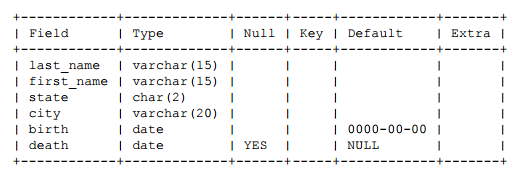 +------------+-------------+------+-----+------------+-------+
| Field      | Type        | Null | Key | Default    | Extra |
+------------+-------------+------+-----+------------+-------+
| last_name  | varchar(15) |      |     |            |       |
| first_name | varchar(15) |      |     |            |       |
| state      | char(2)     |      |     |            |       |
| city       | varchar(20) |      |     |            |       |
| birth      | date        |      |     | 0000-00-00 |       |
| death      | date        | YES  |     | NULL       |       |
+------------+-------------+------+-----+------------+-------+